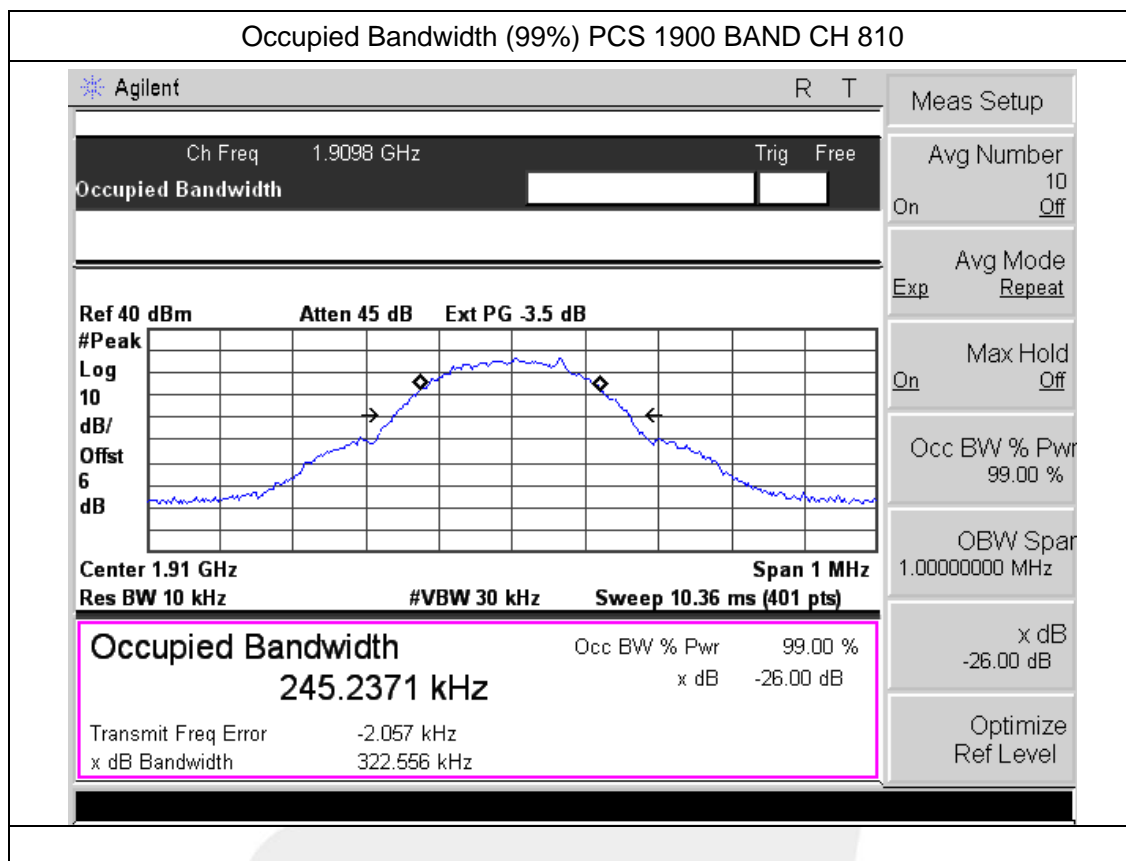 Occupied Bandwidth (99%) PCS 1900 BAND CH 810
Agilent R T
Ch Freq 1.9098 GHz Trig Free
Occupied Bandwidth
Ref 40 dBm Atten 45 dB Ext PG -3.5 dB
#Peak
Log
10
dB/
Offst
6
dB
Center 1.91 GHz Span 1 MHz
Res BW 10 kHz #VBW 30 kHz Sweep 10.36 ms (401 pts)
Occupied Bandwidth Occ BW % Pwr 99.00 %
245.2371 kHz x dB -26.00 dB
Transmit Freq Error -2.057 kHz
x dB Bandwidth 322.556 kHz
Meas Setup
Avg Number
10
On Off
Avg Mode
Exp Repeat
Max Hold
On Off
Occ BW % Pwr
99.00 %
OBW Span
1.00000000 MHz
x dB
-26.00 dB
Optimize
Ref Level